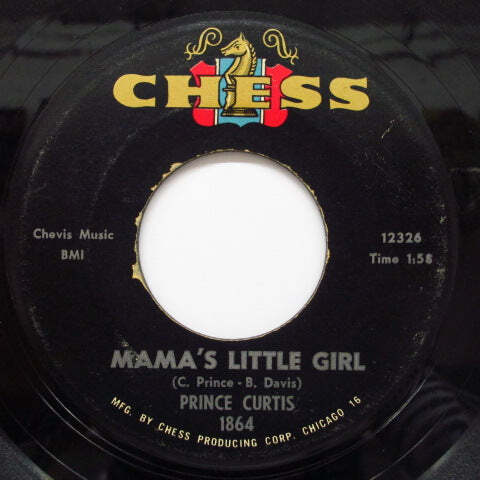 CHESS
Chevis Music
BMI
12326
Time 1:58
MAMA'S LITTLE GIRL
(C. Prince - B. Davis)
PRINCE CURTIS
1864
MFG. BY CHESS PRODUCING CORP. CHICAGO 16